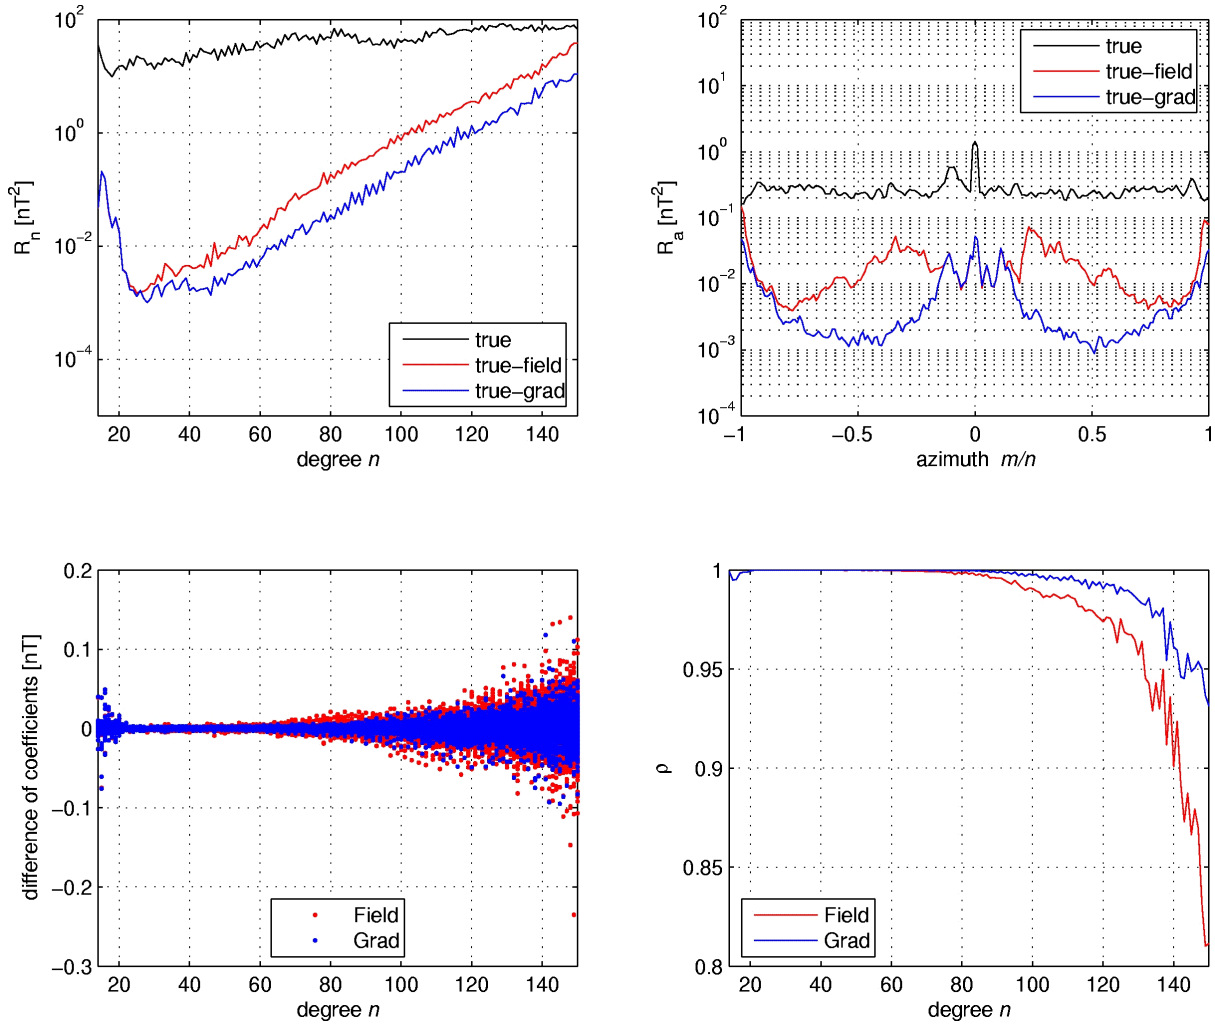 10^2
10^0
10^−2
10^−4
R_n [nT^2]
20 40 60 80 100 120 140
degree n
true
true−field
true−grad
10^2
10^1
10^0
10^−1
10^−2
10^−3
10^−4
R_a [nT^2]
−1 −0.5 0 0.5 1
azimuth m/n
true
true−field
true−grad
0.2
0.1
0
−0.1
−0.2
−0.3
difference of coefficients [nT]
20 40 60 80 100 120 140
degree n
Field
Grad
1
0.95
0.9
0.85
0.8
ρ
20 40 60 80 100 120 140
degree n
Field
Grad